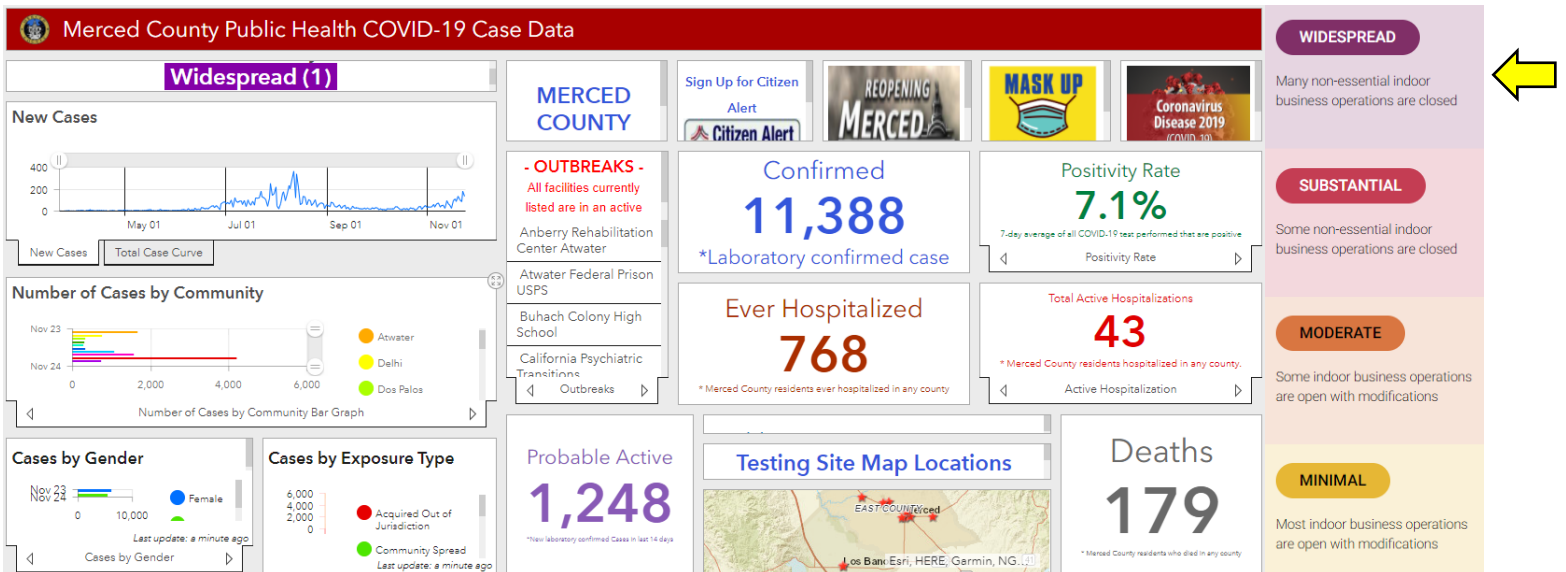 Merced County Public Health COVID-19 Case Data
Widespread (1)
New Cases
400
200
0
May 01
Jul 01
Sep 01
Nov 01
New Cases
Total Case Curve
Number of Cases by Community
Nov 23
Nov 24
0
2,000
4,000
6,000
Atwater
Delhi
Dos Palos
Number of Cases by Community Bar Graph
Cases by Gender
Nov 23
Nov 24
0
10,000
Female
Last update: a minute ago
Cases by Gender
Cases by Exposure Type
6,000
4,000
2,000
0
Acquired Out of
Jurisdiction
Community Spread
Last update: a minute ago
MERCED
COUNTY
Sign Up for Citizen
Alert
Citizen Alert
REOPENING
MERCED
MASK UP
Coronavirus
Disease 2019
(COVID-19)
- OUTBREAKS -
All facilities currently
listed are in an active
Anberry Rehabilitation
Center Atwater
Atwater Federal Prison
USPS
Buhach Colony High
School
California Psychiatric
Transitions
Outbreaks
Confirmed
11,388
*Laboratory confirmed case
Positivity Rate
7.1%
7-day average of all COVID-19 test performed that are positive
Positivity Rate
Ever Hospitalized
768
* Merced County residents ever hospitalized in any county
Total Active Hospitalizations
43
* Merced County residents hospitalized in any county.
Active Hospitalization
Probable Active
1,248
*New laboratory confirmed Cases in last 14 days
Testing Site Map Locations
EAST COUNTY
Merced
Los Ban
Esri, HERE, Garmin, NG...
Deaths
179
* Merced County residents who died in any county
WIDESPREAD
Many non-essential indoor
business operations are closed
SUBSTANTIAL
Some non-essential indoor
business operations are closed
MODERATE
Some indoor business operations
are open with modifications
MINIMAL
Most indoor business operations
are open with modifications